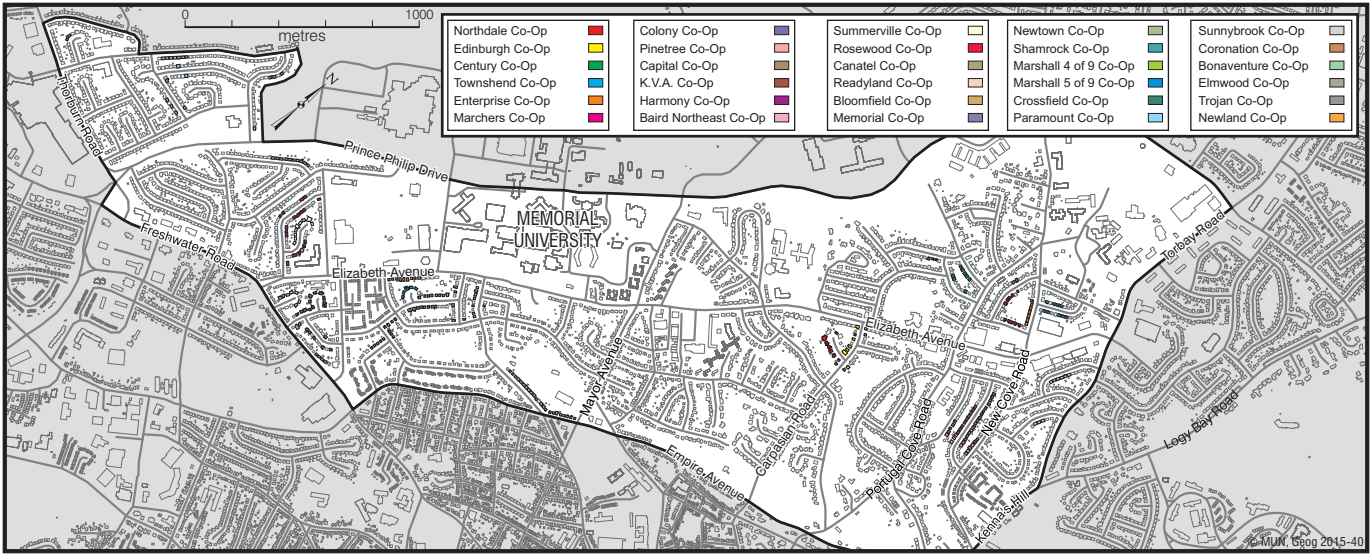 0 1000
metres
N
Northdale Co-Op
Edinburgh Co-Op
Century Co-Op
Townshend Co-Op
Enterprise Co-Op
Marchers Co-Op
Colony Co-Op
Pinetree Co-Op
Capital Co-Op
K.V.A. Co-Op
Harmony Co-Op
Baird Northeast Co-Op
Summerville Co-Op
Rosewood Co-Op
Canatel Co-Op
Readyland Co-Op
Bloomfield Co-Op
Memorial Co-Op
Newtown Co-Op
Shamrock Co-Op
Marshall 4 of 9 Co-Op
Marshall 5 of 9 Co-Op
Crossfield Co-Op
Paramount Co-Op
Sunnybrook Co-Op
Coronation Co-Op
Bonaventure Co-Op
Elmwood Co-Op
Trojan Co-Op
Newland Co-Op
Thorburn Road
Prince Philip Drive
Freshwater Road
MEMORIAL
UNIVERSITY
Elizabeth Avenue
Torbay Road
Elizabeth Avenue
Mayor Avenue
New Cove Road
Carpasian Road
Portugal Cove Road
Logy Bay Road
Empire Avenue
Kenna's Hill
© MUN, Geog 2015-40